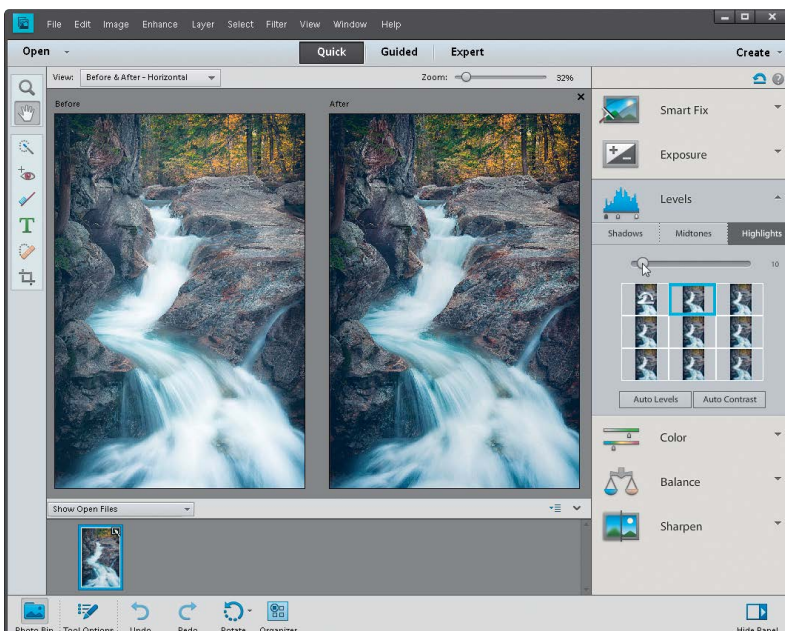 File Edit Image Enhance Layer Select Filter View Window Help
Open Quick Guided Expert Create
View: Before & After - Horizontal Zoom: 32%
Before After
Smart Fix
Exposure
Levels
Shadows Midtones Highlights
10
Auto Levels Auto Contrast
Color
Balance
Sharpen
Show Open Files
Photo Bin Tool Options Undo Redo Rotate Organizer Hide Panel